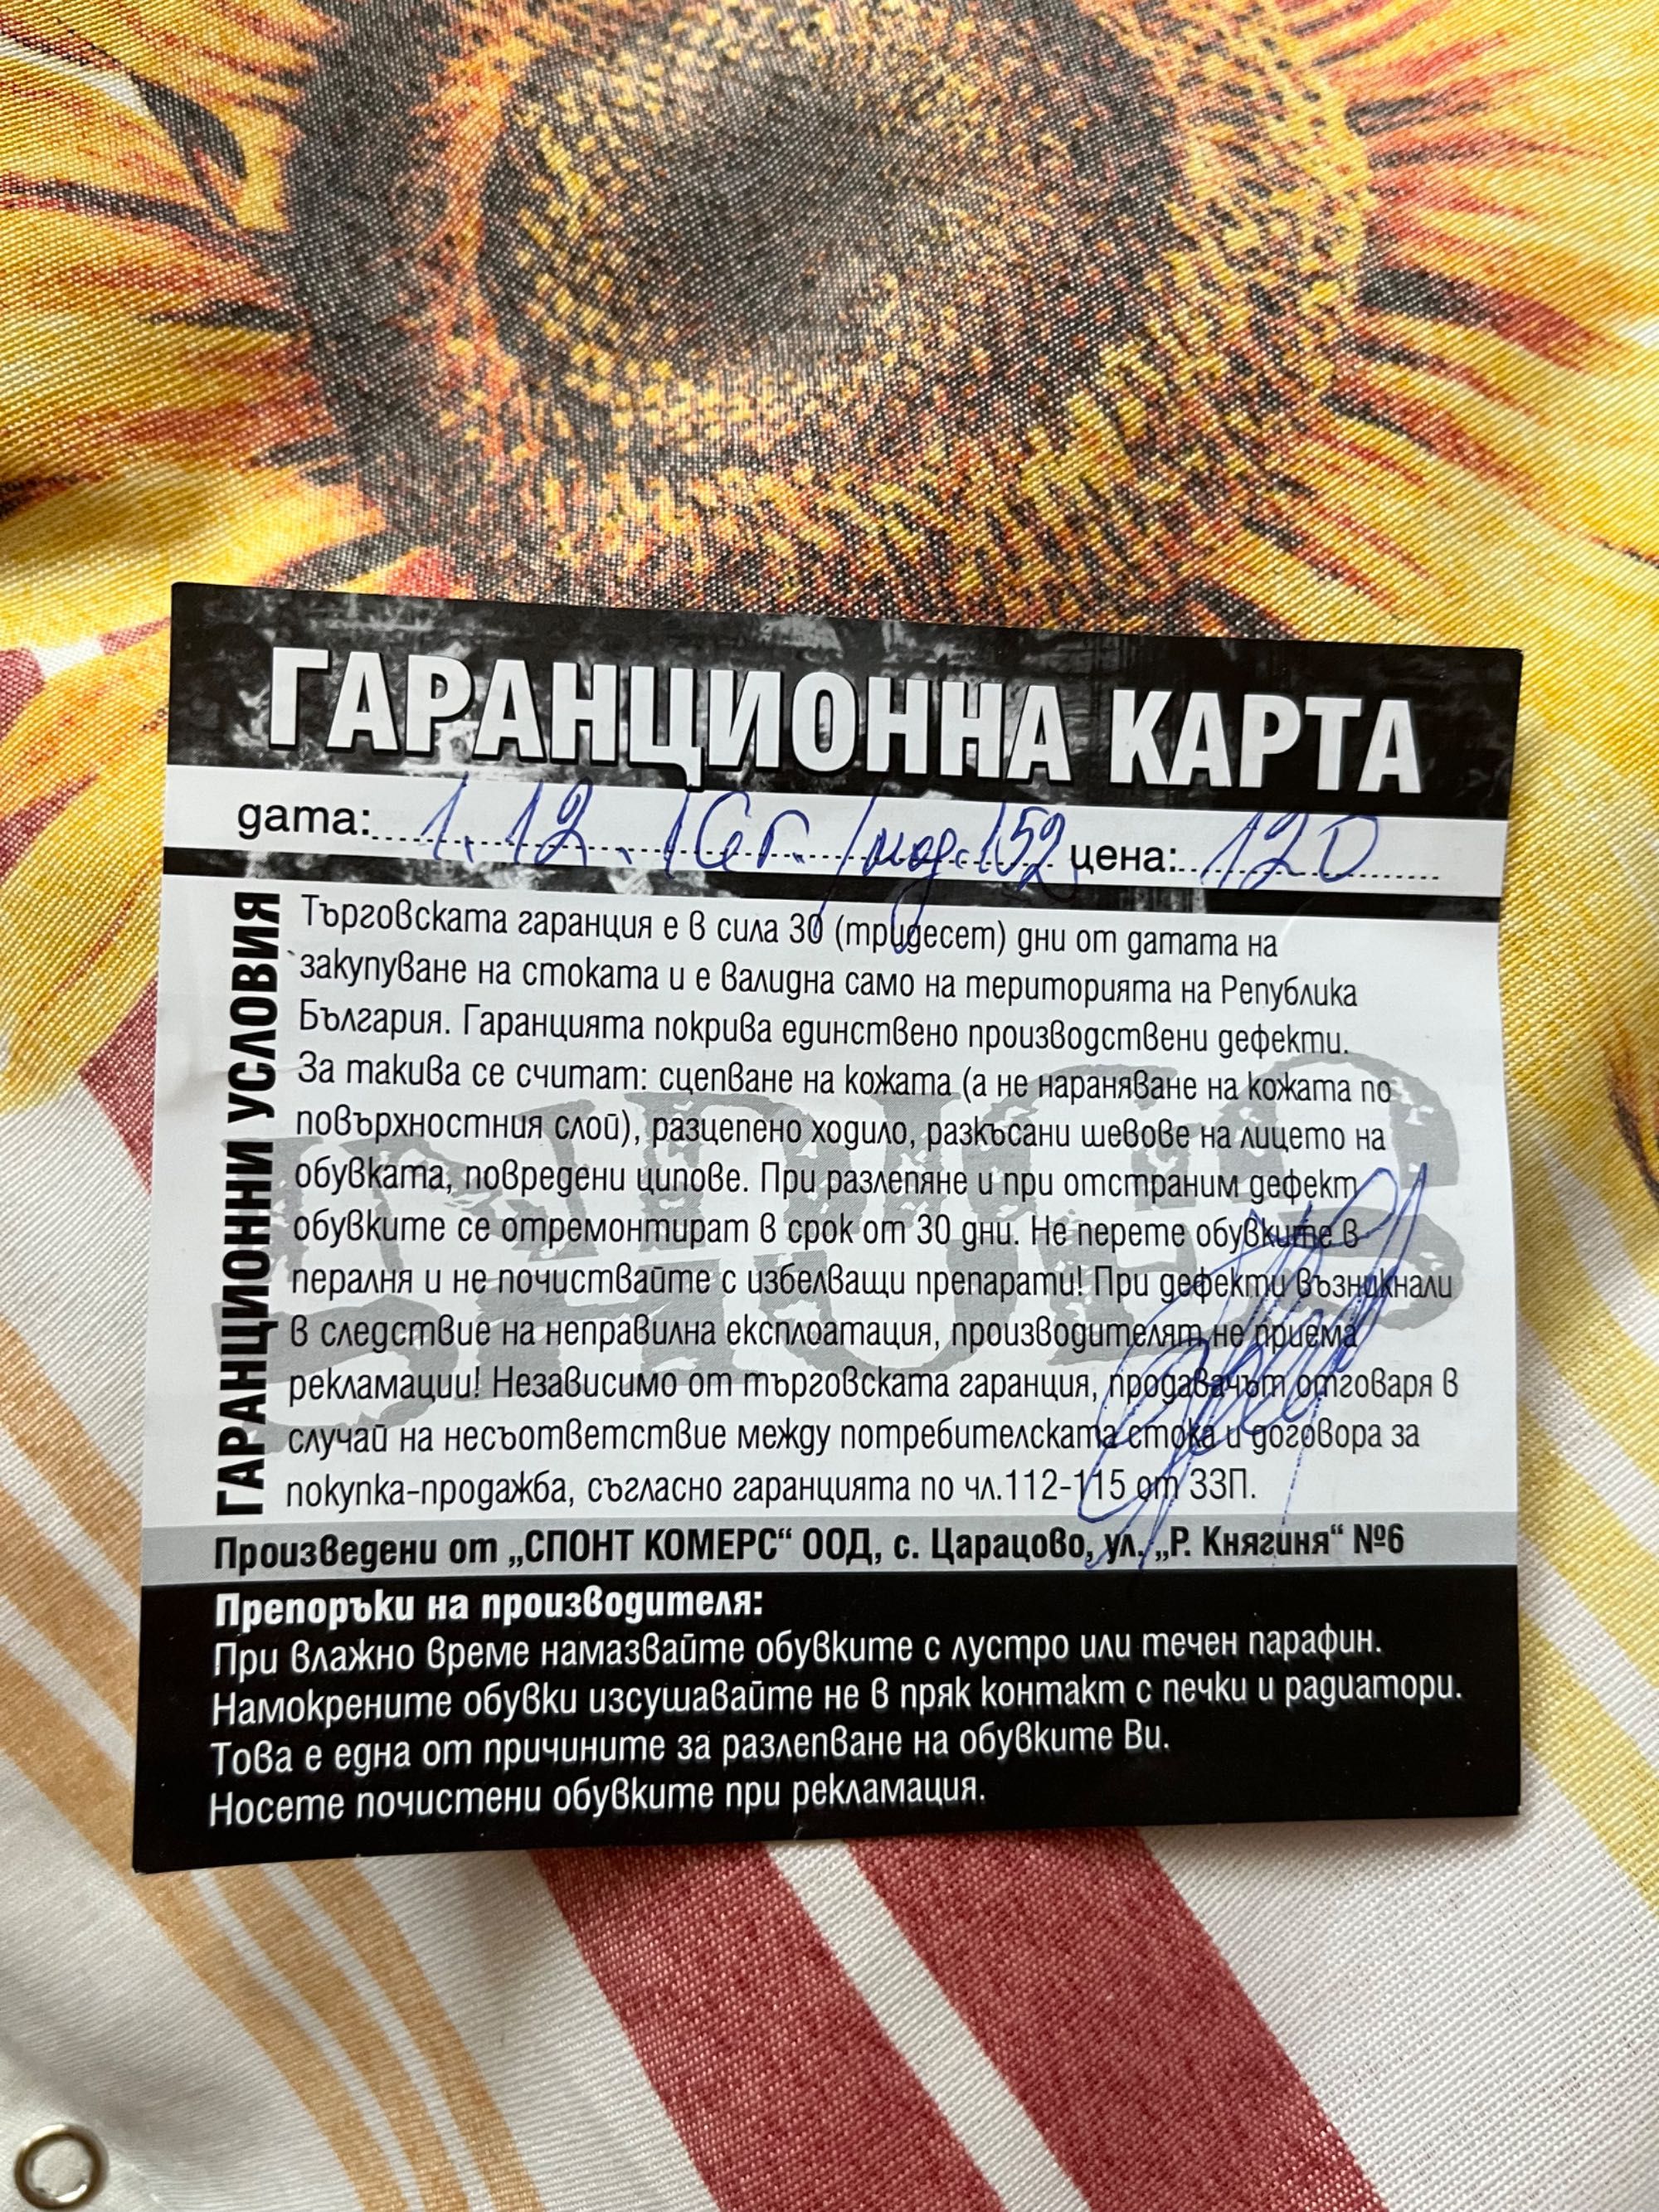 ГАРАНЦИОННА КАРТА
дата: 1.12.16г. /мод.152 цена: 120
ГАРАНЦИОННИ УСЛОВИЯ
Търговската гаранция е в сила 30 (тридесет) дни от датата на
закупуване на стоката и е валидна само на територията на Република
България. Гаранцията покрива единствено производствени дефекти.
За такива се считат: сцепване на кожата (а не нараняване на кожата по
повърхностния слой), разцепено ходило, разкъсани шевове на лицето на
обувката, повредени ципове. При разлепяне и при отстраним дефект
обувките се отремонтират в срок от 30 дни. Не перете обувките в
пералня и не почиствайте с избелващи препарати! При дефекти възникнали
в следствие на неправилна експлоатация, производителят не приема
рекламации! Независимо от търговската гаранция, продавачът отговаря в
случай на несъответствие между потребителската стока и договора за
покупка-продажба, съгласно гаранцията по чл.112-115 от ЗЗП.
Произведени от „СПОНТ КОМЕРС“ ООД, с. Царацово, ул. „Р. Княгиня“ №6
Препоръки на производителя:
При влажно време намазвайте обувките с лустро или течен парафин.
Намокрените обувки изсушавайте не в пряк контакт с печки и радиатори.
Това е една от причините за разлепване на обувките Ви.
Носете почистени обувките при рекламация.